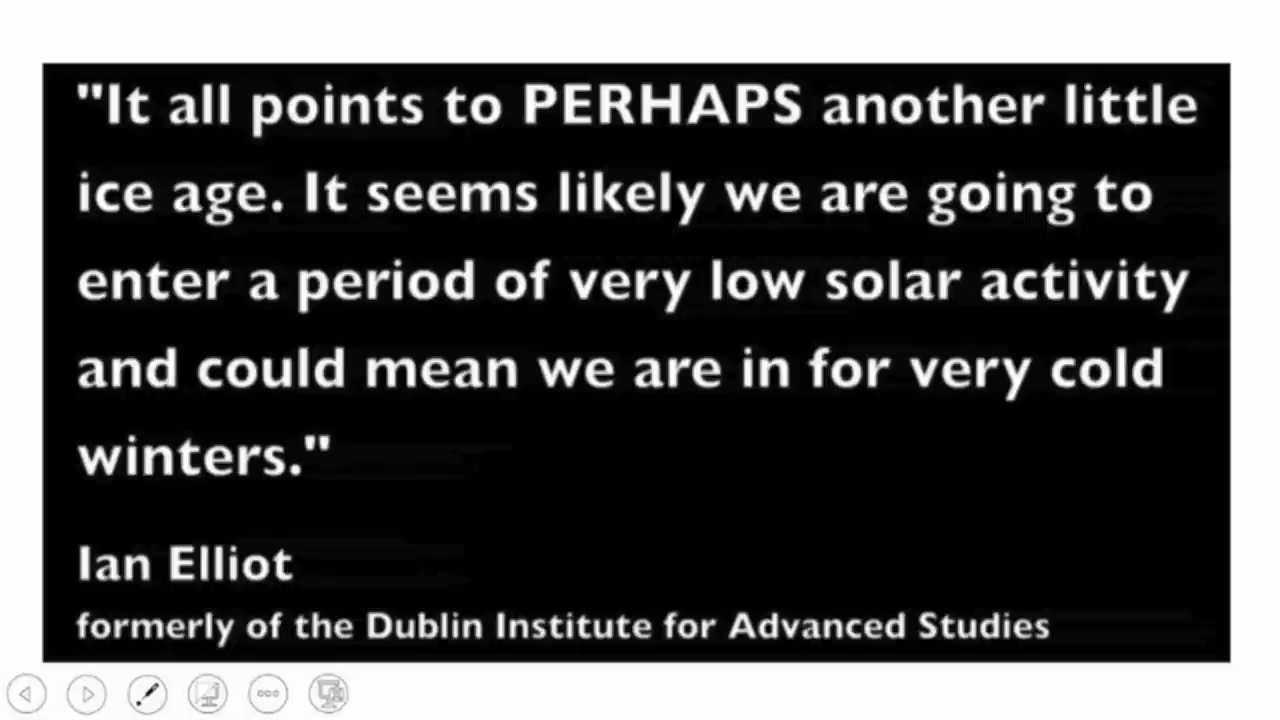 "It all points to PERHAPS another little
ice age. It seems likely we are going to
enter a period of very low solar activity
and could mean we are in for very cold
winters."
Ian Elliot
formerly of the Dublin Institute for Advanced Studies